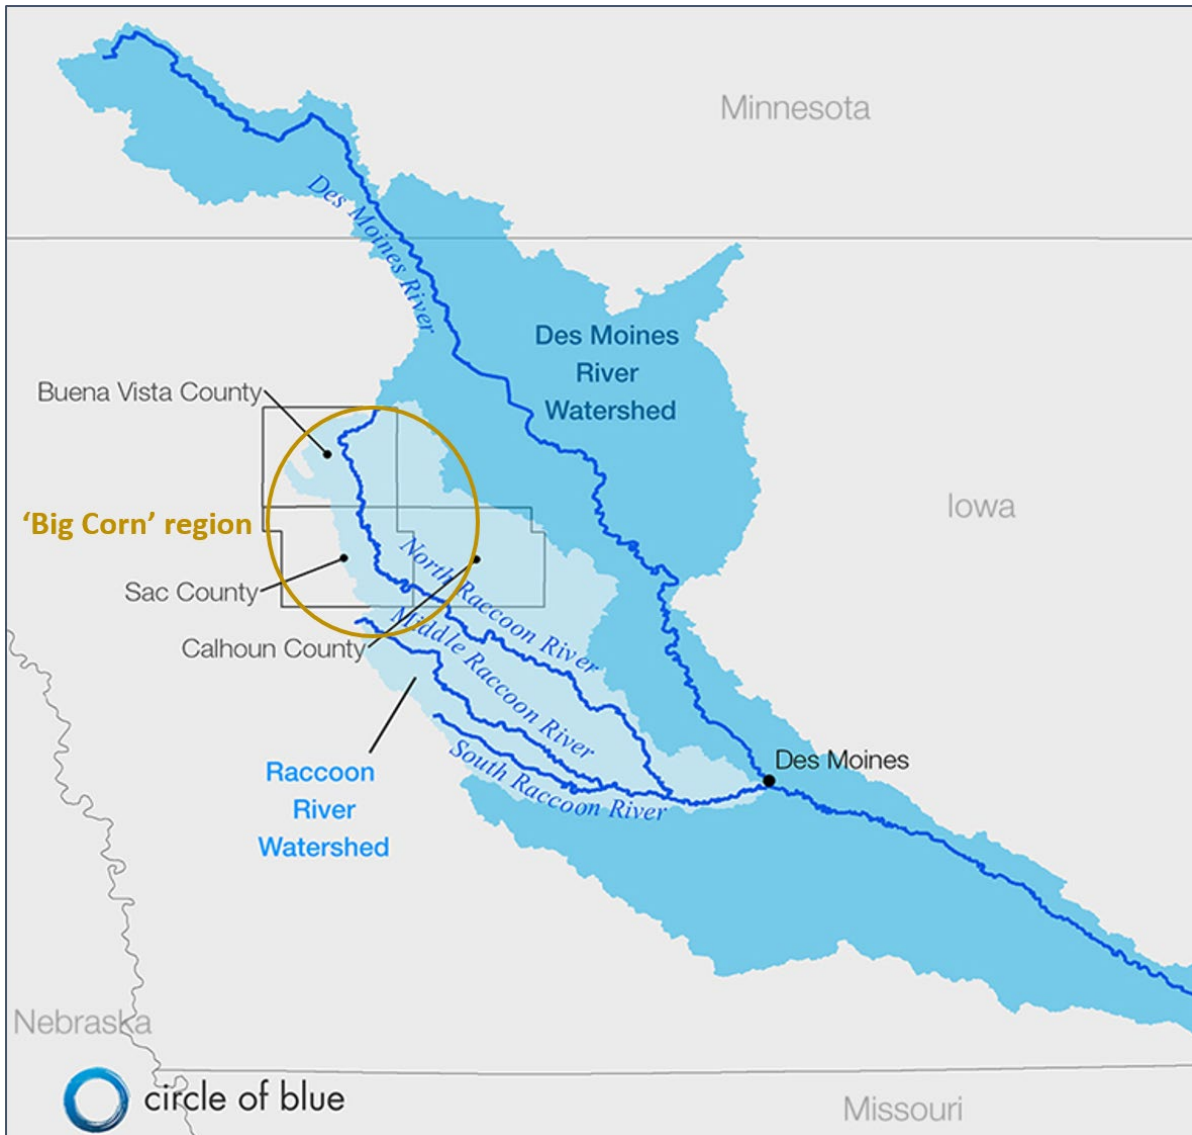 Minnesota
Des Moines River
Des Moines
River
Watershed
Buena Vista County
Iowa
‘Big Corn’ region
North Raccoon River
Sac County
Middle Raccoon River
Calhoun County
South Raccoon River
Des Moines
Raccoon
River
Watershed
Nebraska
circle of blue
Missouri